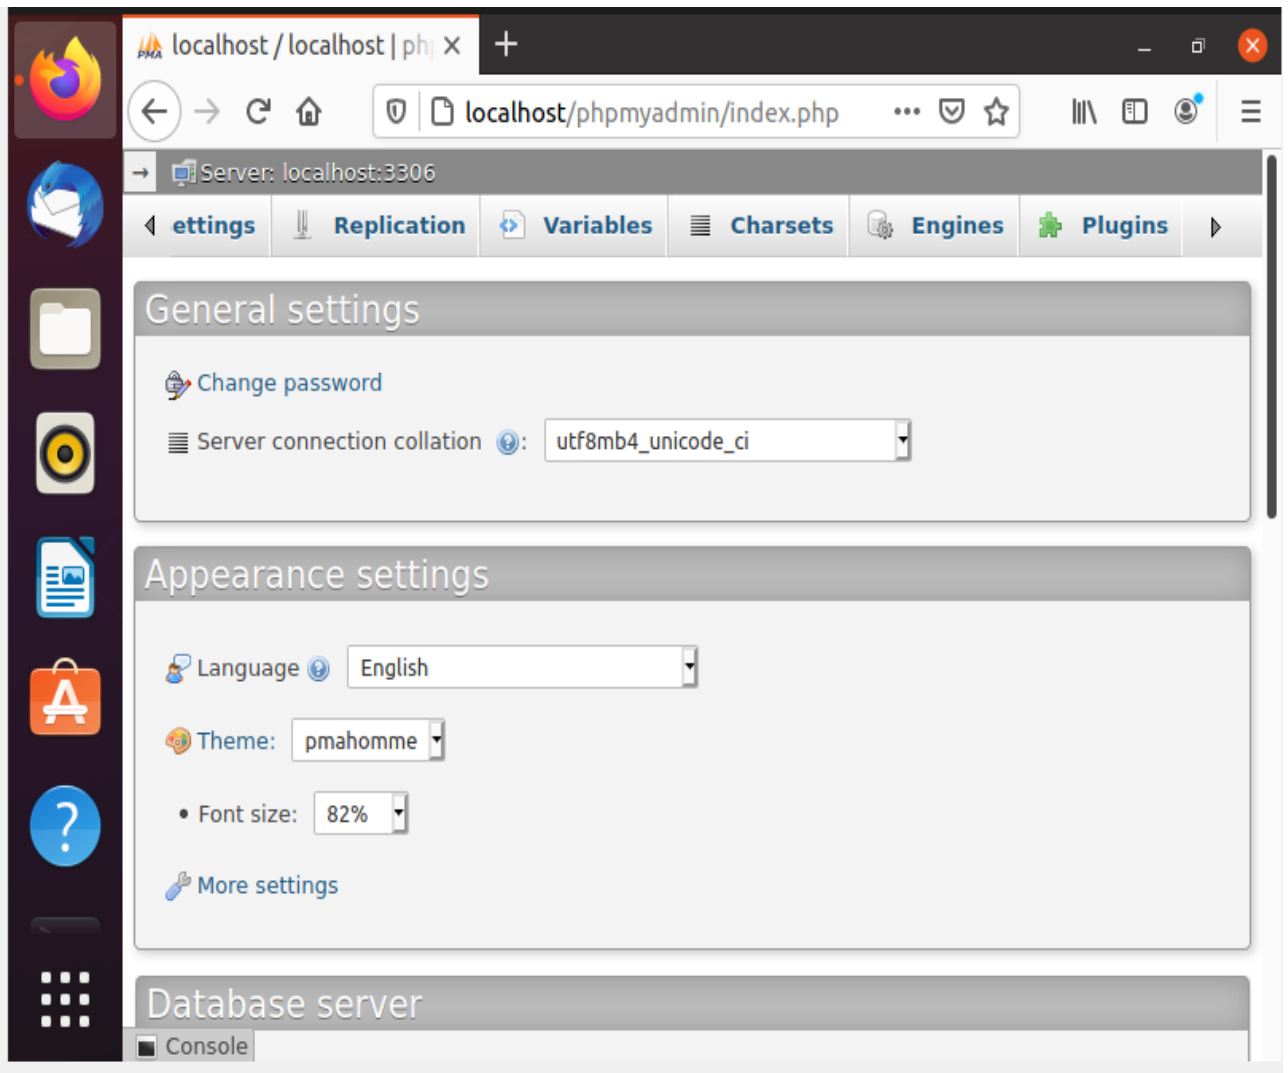 localhost / localhost | ph
localhost/phpmyadmin/index.php
Server: localhost:3306
ettings Replication Variables Charsets Engines Plugins
General settings
Change password
Server connection collation : utf8mb4_unicode_ci
Appearance settings
Language English
Theme: pmahomme
• Font size: 82%
More settings
Database server
Console